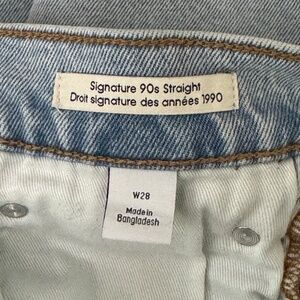 Signature 90s Straight
Droit signature des années 1990
W28
Made in
Bangladesh